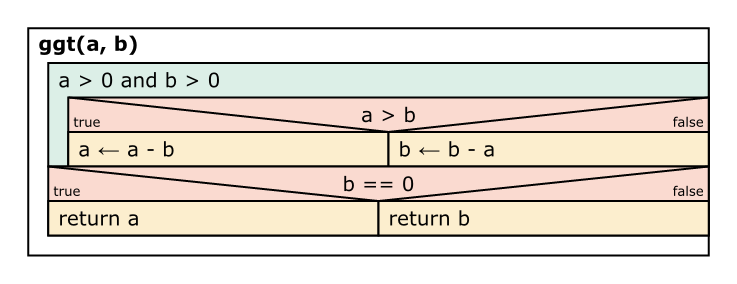 ggt(a, b)
a > 0 and b > 0
a > b
true
false
a ← a - b
b ← b - a
b == 0
true
false
return a
return b